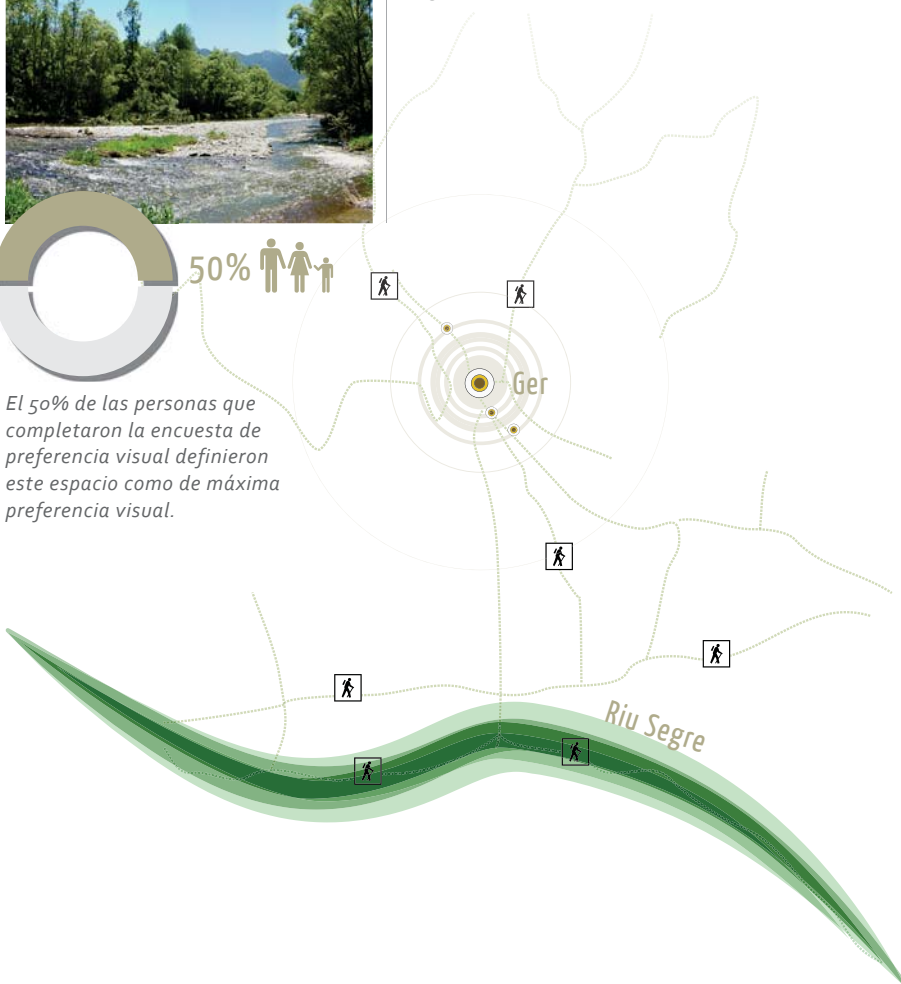 50%
El 50% de las personas que
completaron la encuesta de
preferencia visual definieron
este espacio como de máxima
preferencia visual.
Ger
Riu Segre